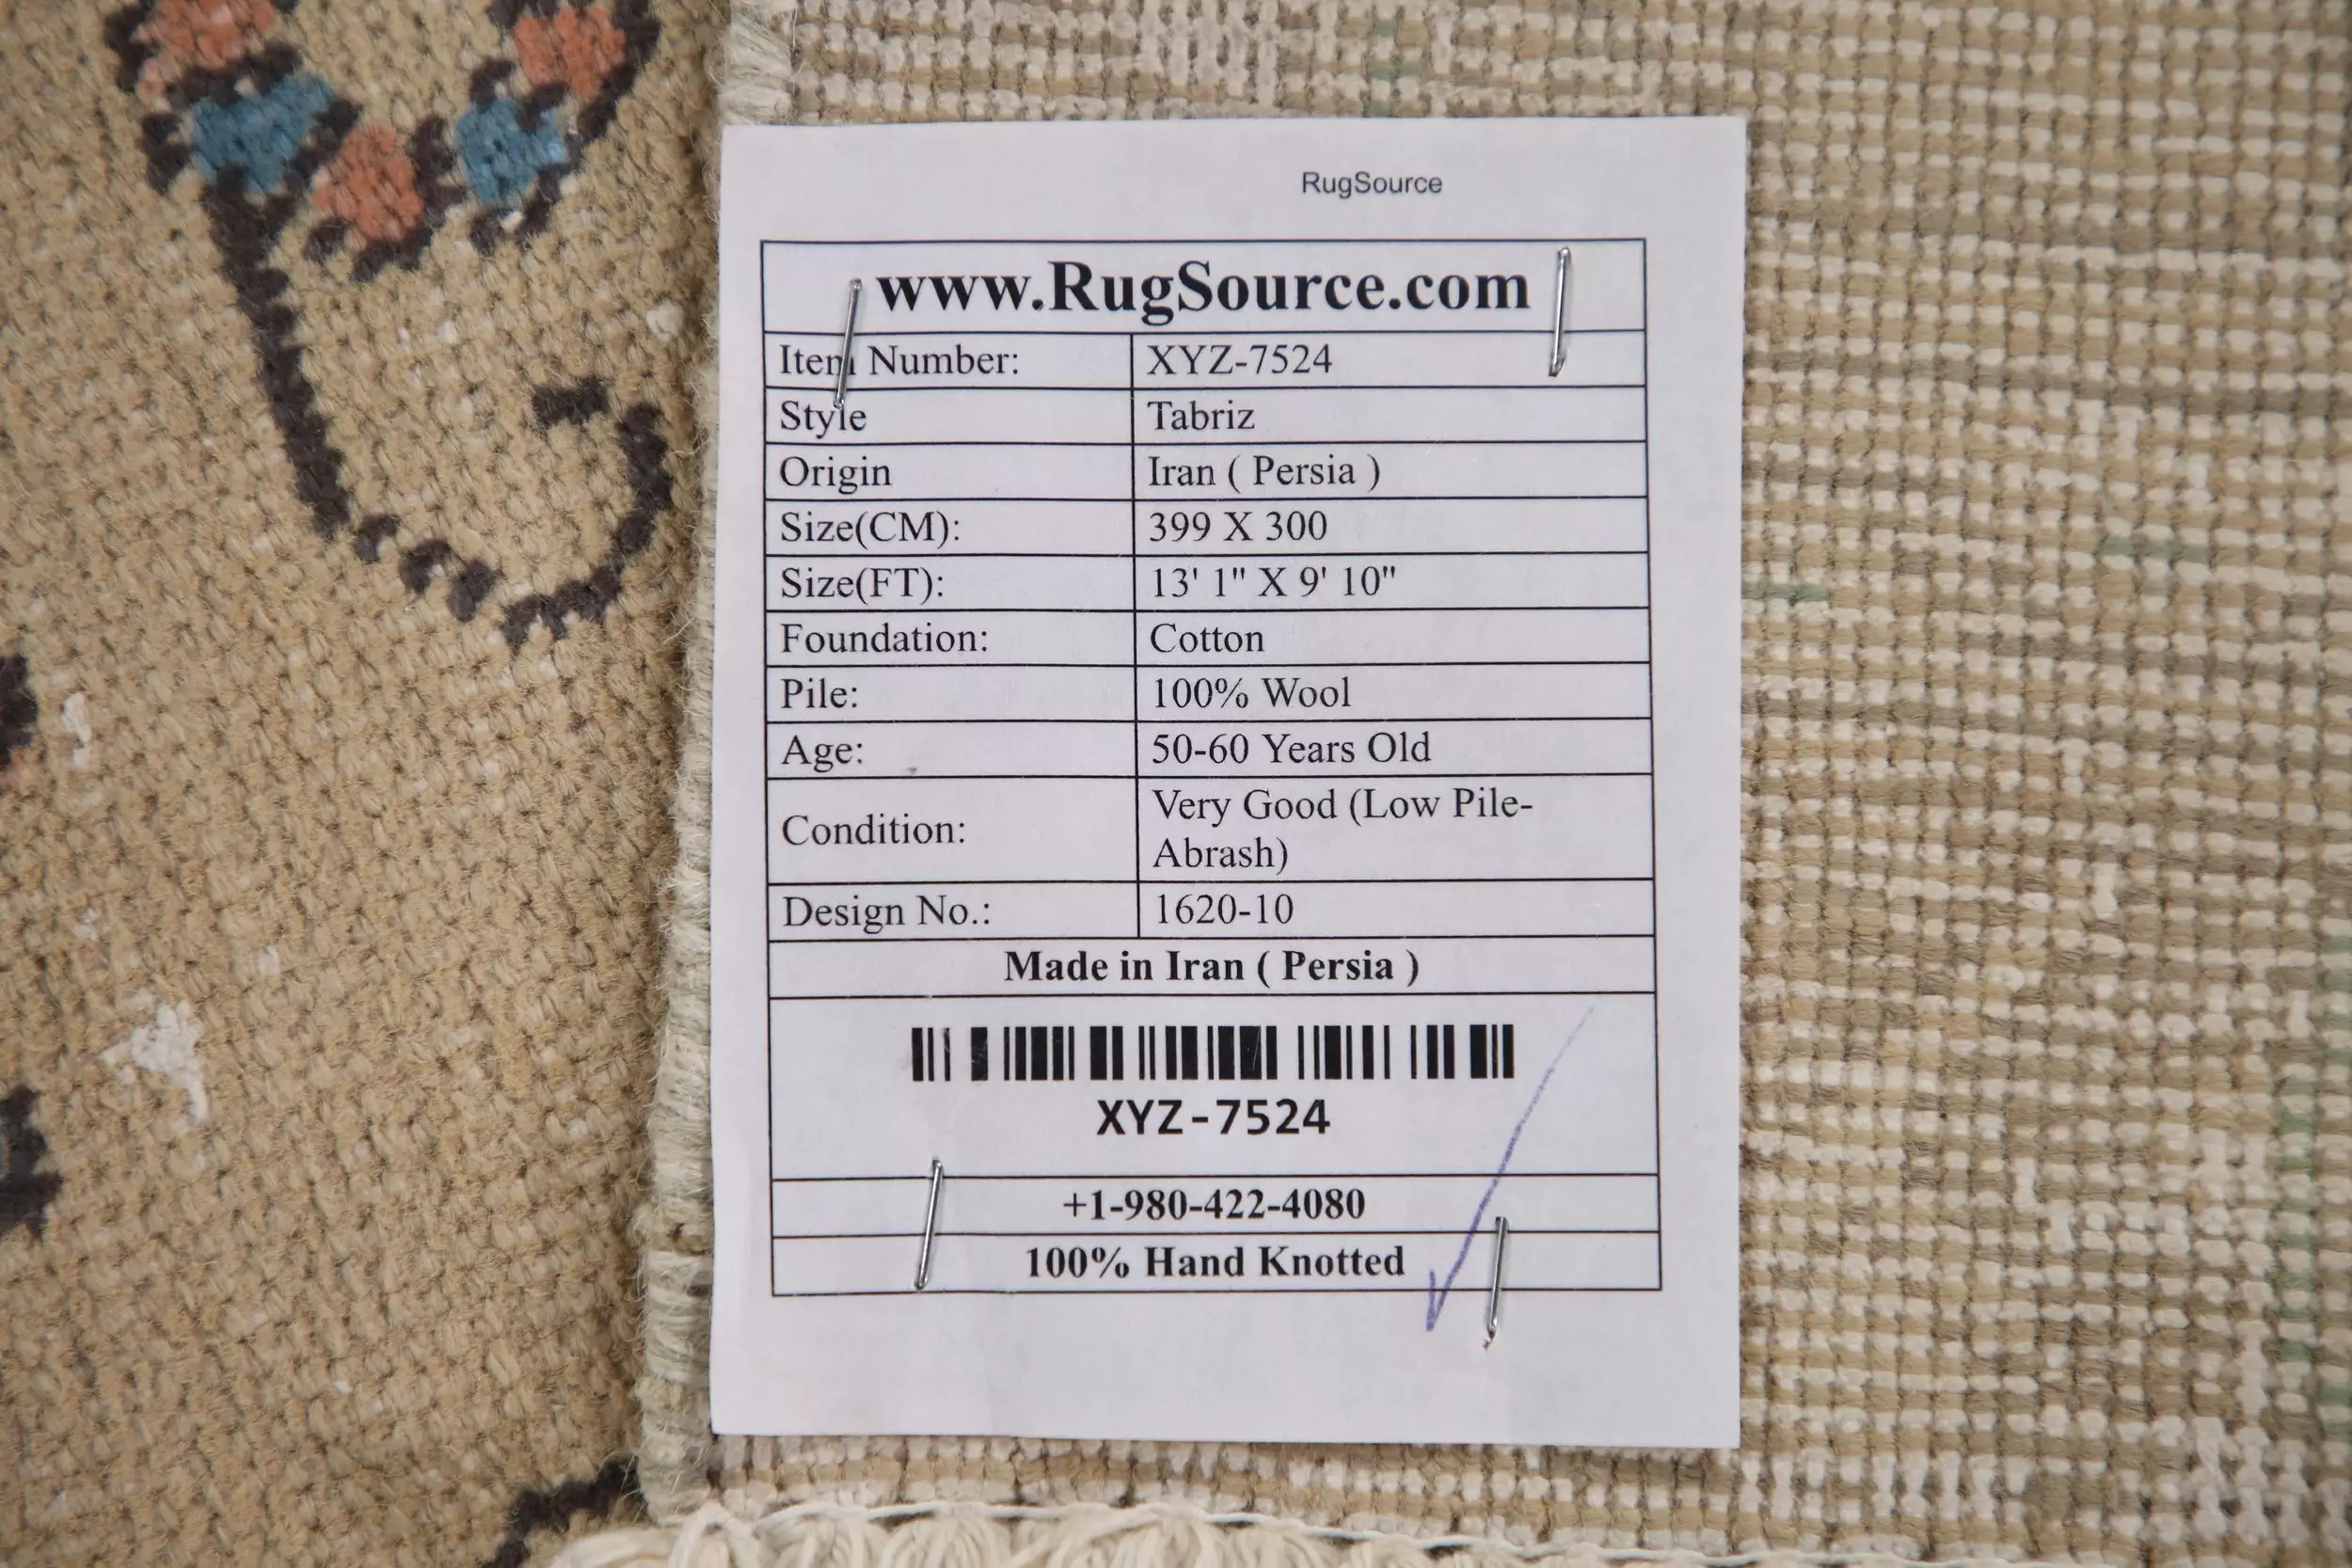 RugSource
www.RugSource.com
Item Number: XYZ-7524
Style Tabriz
Origin Iran ( Persia )
Size(CM): 399 X 300
Size(FT): 13' 1" X 9' 10"
Foundation: Cotton
Pile: 100% Wool
Age: 50-60 Years Old
Condition: Very Good (Low Pile-
Abrash)
Design No.: 1620-10
Made in Iran ( Persia )
XYZ-7524
+1-980-422-4080
100% Hand Knotted